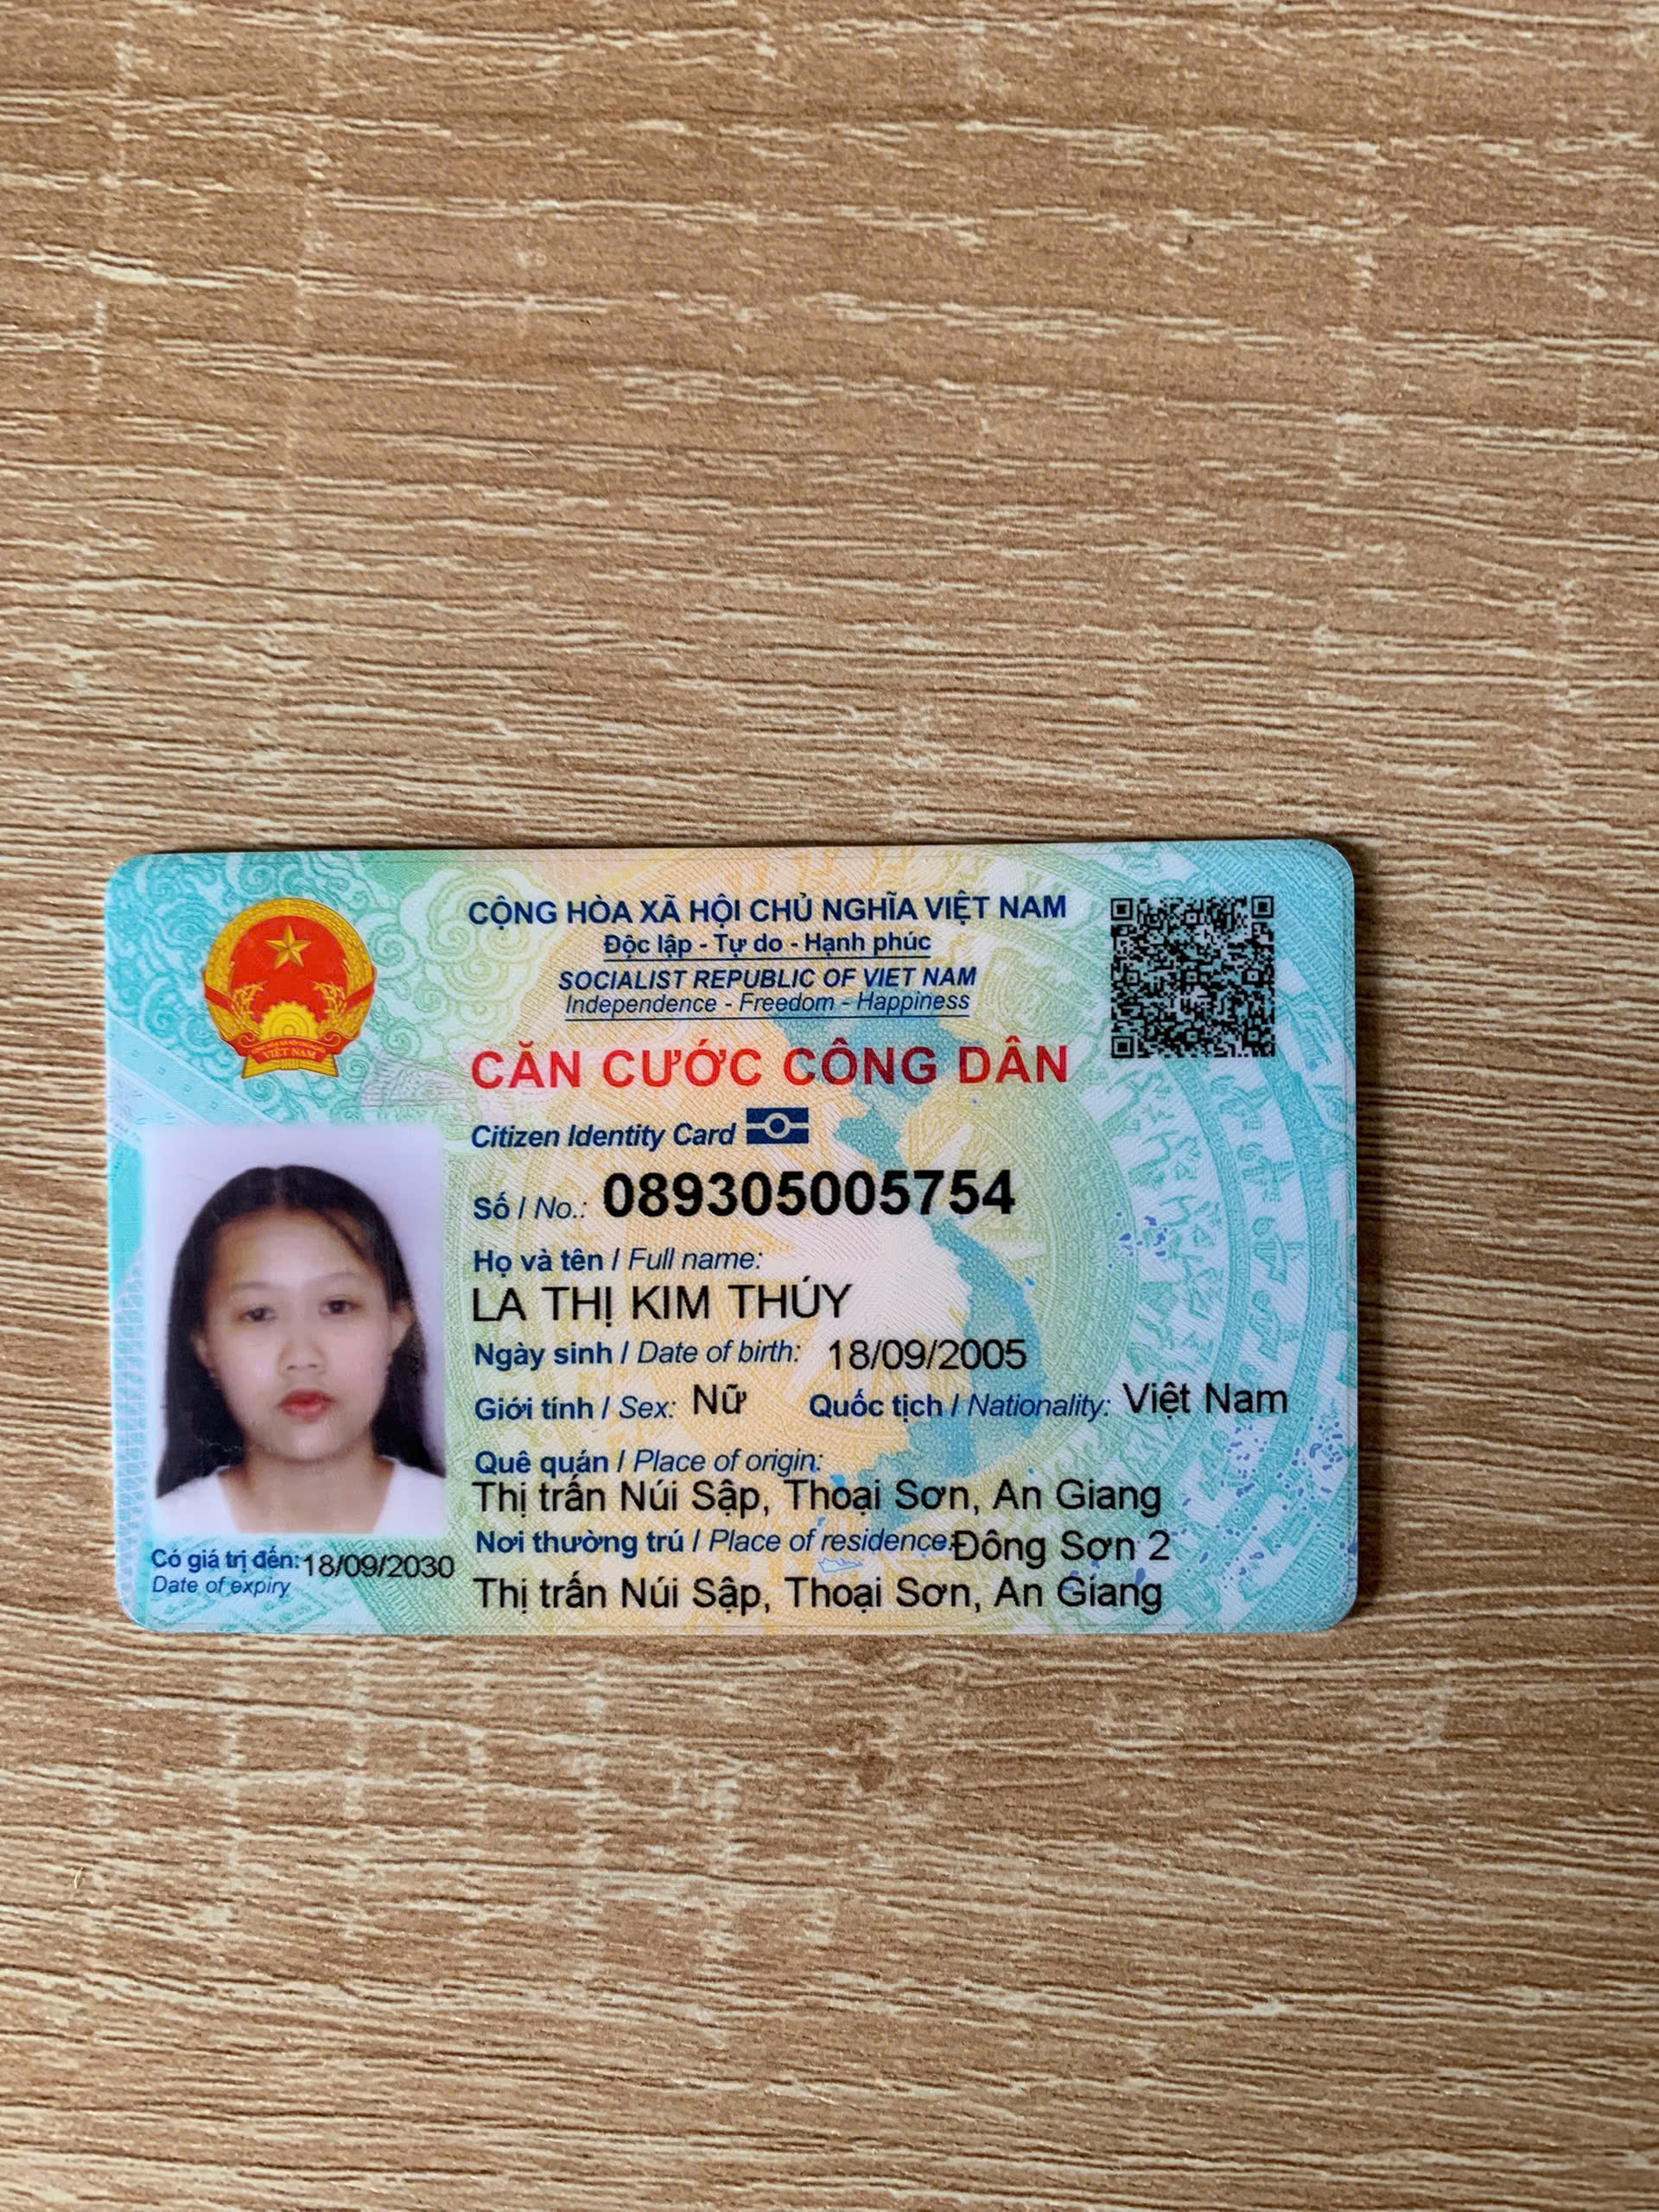 CỘNG HÒA XÃ HỘI CHỦ NGHĨA VIỆT NAM
Độc lập - Tự do - Hạnh phúc
SOCIALIST REPUBLIC OF VIET NAM
Independence - Freedom - Happiness
VIỆT NAM
CĂN CƯỚC CÔNG DÂN
Citizen Identity Card
Số / No.: 089305005754
Họ và tên / Full name:
LA THỊ KIM THÚY
Ngày sinh / Date of birth: 18/09/2005
Giới tính / Sex: Nữ Quốc tịch / Nationality: Việt Nam
Quê quán / Place of origin:
Thị trấn Núi Sập, Thoại Sơn, An Giang
Nơi thường trú / Place of residence: Đông Sơn 2
Thị trấn Núi Sập, Thoại Sơn, An Giang
Có giá trị đến: 18/09/2030
Date of expiry